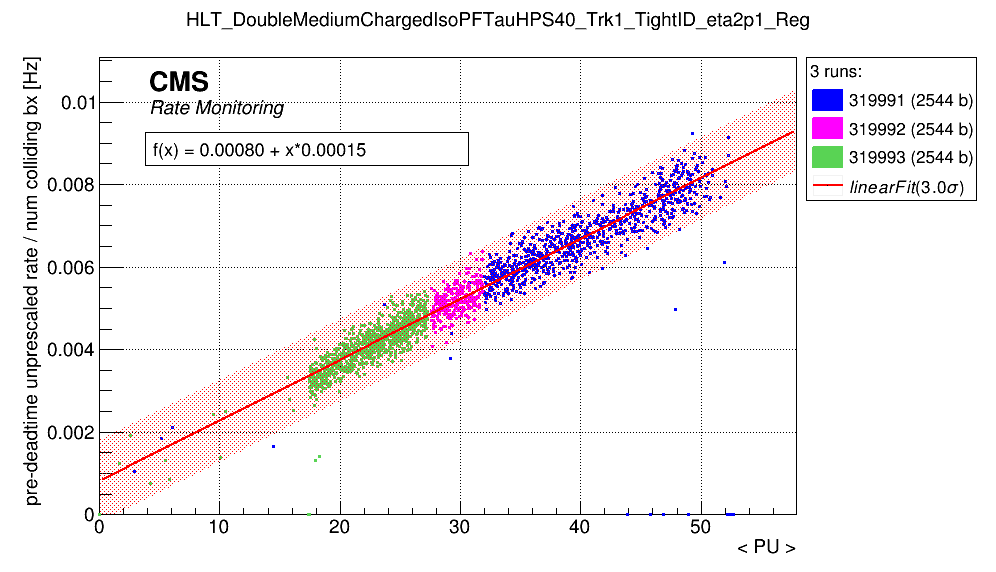 HLT_DoubleMediumChargedIsoPFTauHPS40_Trk1_TightID_eta2p1_Reg
pre-deadtime unprescaled rate / num colliding bx [Hz]
CMS
Rate Monitoring
f(x) = 0.00080 + x*0.00015
0.01
0.008
0.006
0.004
0.002
0
0 10 20 30 40 50
< PU >
3 runs:
319991 (2544 b)
319992 (2544 b)
319993 (2544 b)
linearFit(3.0σ)